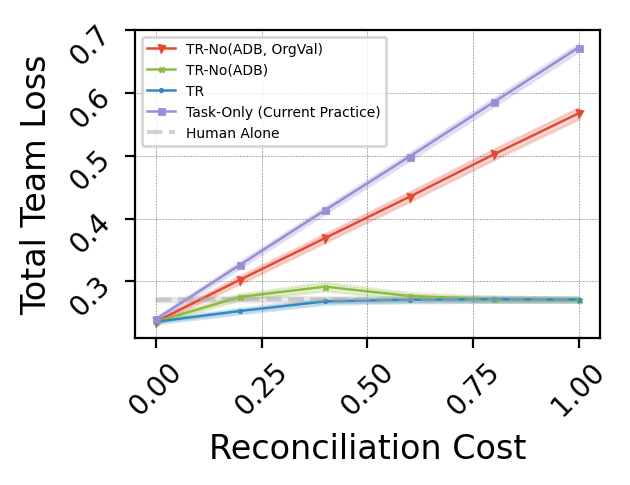 Total Team Loss
0.7
0.6
0.5
0.4
0.3
TR-No(ADB, OrgVal)
TR-No(ADB)
TR
Task-Only (Current Practice)
Human Alone
0.00
0.25
0.50
0.75
1.00
Reconciliation Cost